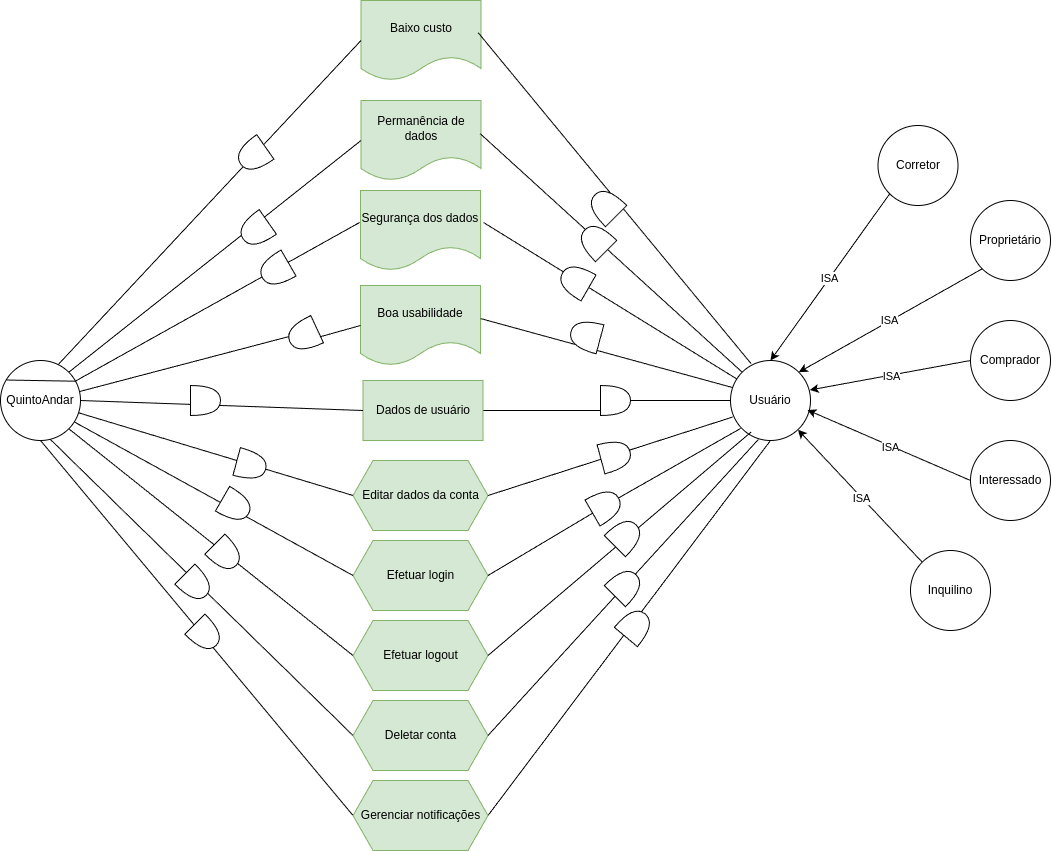 Baixo custo
Permanência de
dados
Segurança dos dados
Boa usabilidade
Dados de usuário
Editar dados da conta
Efetuar login
Efetuar logout
Deletar conta
Gerenciar notificações
QuintoAndar
Usuário
Corretor
Proprietário
Comprador
Interessado
Inquilino
ISA
ISA
ISA
ISA
ISA